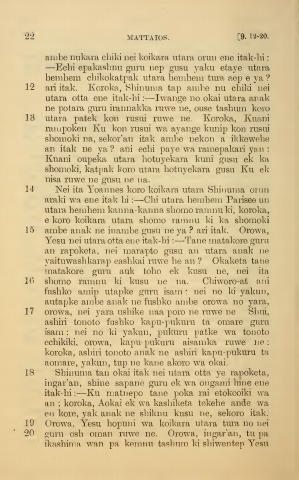 22 MATTAIOS. [9. 12-20.
ambe nukara chiki nei koikara utara orun ene itak-hi:
—Echi epakashnu guru nep gusu yaku etaye utara
hembem chikokatpak utara hembem tura aep e ya?
12 ari itak. Koroka, Shinuma tap ambe nu chiki nei
utara otta ene itak-hi:—Iwange no okai utara anak
ne potara guru inannakka ruwe ne, ouse tashum koro
13 utara patek kon rusui ruwe ne. Koroka, Kuani
rampoken Ku kon rusui wa ayange kunip kon rusui
shomoki na, sekor'an itak ambe nekon a ikkewehe
an itak ne ya? ani echi paye wa ramepakari yan:
Kuani oupeka utara hotuyekara kuni gusu ek ka
shomoki, katpak koro utara hotuyekara gusu Ku ek
nisa ruwe ne gusu ne na.
14 Nei ita Yoannes koro koikara utara Shinuma orun
araki wa ene itak hi:—Chi utara hembem Parisee un
utara hembem kanna-kanna shomo ramnu ki, koroka,
e koro koikara utara shomo ramnu ki ka shomoki
15 ambe anak ne inambe gusu ne ya? ari itak. Orowa,
Yesu nei utara otta ene itak-hi:—Tane matakore guru
an rapoketa, nei marapto gusu an utara anak ne
yaituwashkarap eashkai ruwe he an? Okaketa tane
matakore guru auk toho ek kusu ne, nei ita
16 shomo ramnu ki kusu ne na. Chiworo-at ani
fushko amip utapke guru isam: nei no ki yakun,
autapke ambe anak ne fushko ambe orowa no yara,
17 orowa, nei yara ushike naa poro ne ruwe ne Shui,
ashiri tonoto fushko kapu-pukuru ta omare guru
isam: nei no ki yakun, pukuru patke wa tonoto
echikiki, orowa, kapu-pukuru aisamka ruwe ne:
koroka, ashiri tonoto anak ne ashiri kapu-pukuru ta
aomare, yakun, tup ne kane akoro wa okai.
18 Shinuma tan okai itak nei utara otta ye rapoketa,
ingar'an, shine sapane guru ek wa ongami hine ene
itak-hi:—Ku matnepo tane poka rai etokooiki wa
an: koroka, Aokai ek wa kashiketa tekehe ande wa
en kore, yak anak ne shiknu kusu ne, sekoro itak.
19 Orowa, Yesu hopuni wa koikara utara tura no nei
20 guru osh oman ruwe ne. Orowa, ingar'an, tu pa
ikashima wan pa kemnu tashum ki shiwentep Yesu